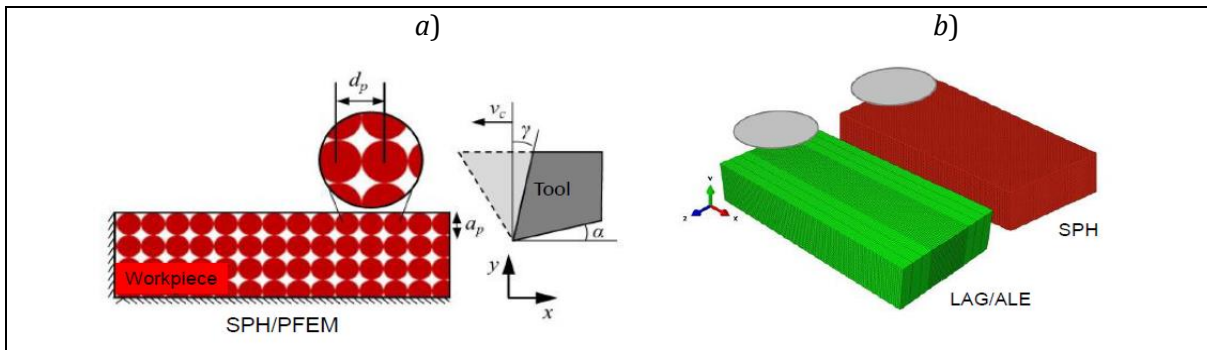 a)
d_p
v_c
γ
Tool
a_p
α
Workpiece
y
x
SPH/PFEM
b)
Y
Z
X
SPH
LAG/ALE